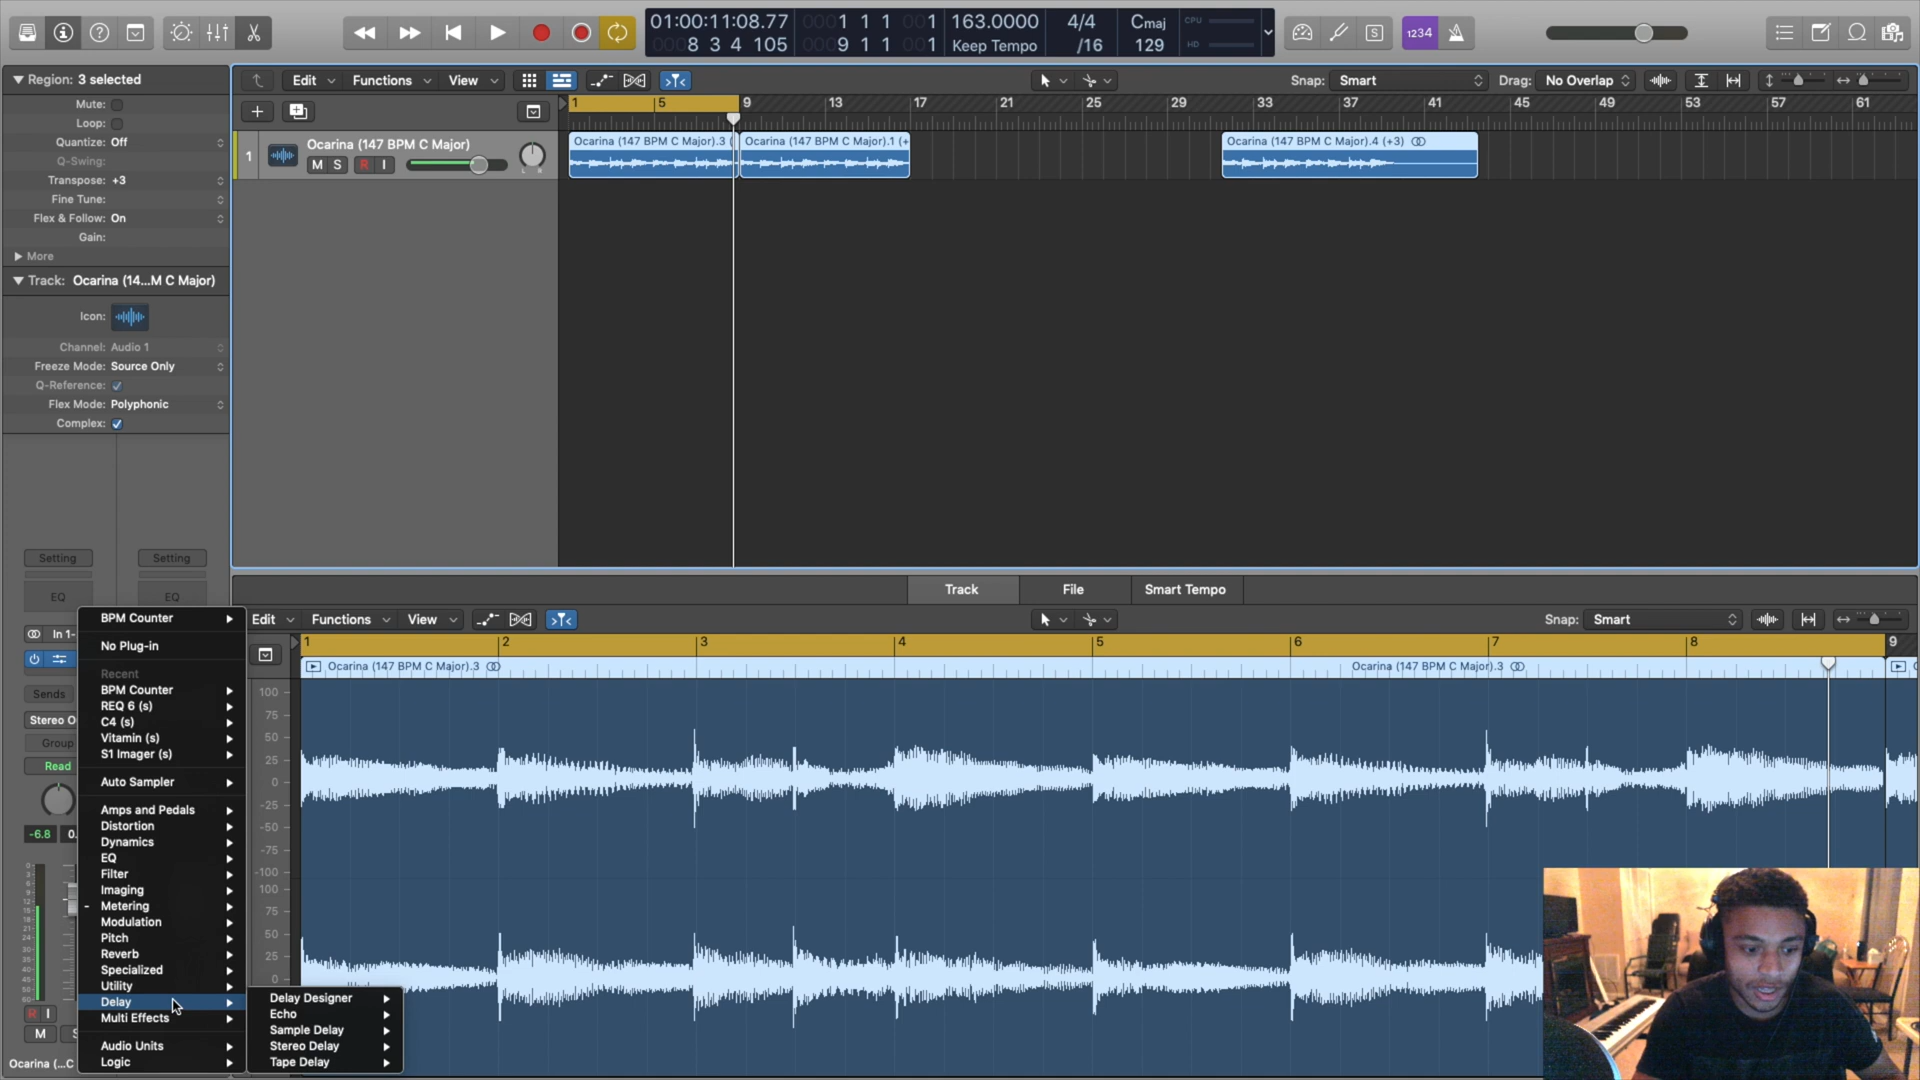 01:00:11:08.77
8 3 4 105
0001 1 1 001
0009 1 1 001
163.0000
Keep Tempo
4/4
/16
Cmaj
129
CPU
HD
1234
S
Region: 3 selected
Mute:
Loop:
Quantize: Off
Q-Swing:
Transpose: +3
Fine Tune:
Flex & Follow: On
Gain:
More
Track: Ocarina (14...M C Major)
Icon:
Channel: Audio 1
Freeze Mode: Source Only
Q-Reference:
Flex Mode: Polyphonic
Complex:
Edit Functions View
Snap: Smart
Drag: No Overlap
1 5 9 13 17 21 25 29 33 37 41 45 49 53 57 61
1
Ocarina (147 BPM C Major)
M S R I
L R
Ocarina (147 BPM C Major).3 (
Ocarina (147 BPM C Major).1 (+
Ocarina (147 BPM C Major).4 (+3)
Setting
Setting
EQ
EQ
In 1-
Sends
Stereo O
Group
Read
-6.8 0.
R I
M S
Ocarina (...C
BPM Counter
No Plug-in
Recent
BPM Counter
REQ 6 (s)
C4 (s)
Vitamin (s)
S1 Imager (s)
Auto Sampler
Amps and Pedals
Distortion
Dynamics
EQ
Filter
Imaging
- Metering
Modulation
Pitch
Reverb
Specialized
Utility
Delay
Multi Effects
Audio Units
Logic
Delay Designer
Echo
Sample Delay
Stereo Delay
Tape Delay
Track File Smart Tempo
Edit Functions View
Snap: Smart
1 2 3 4 5 6 7 8 9
Ocarina (147 BPM C Major).3
Ocarina (147 BPM C Major).3
100
75
50
25
0
-25
-50
-75
-100
100
75
50
25
0